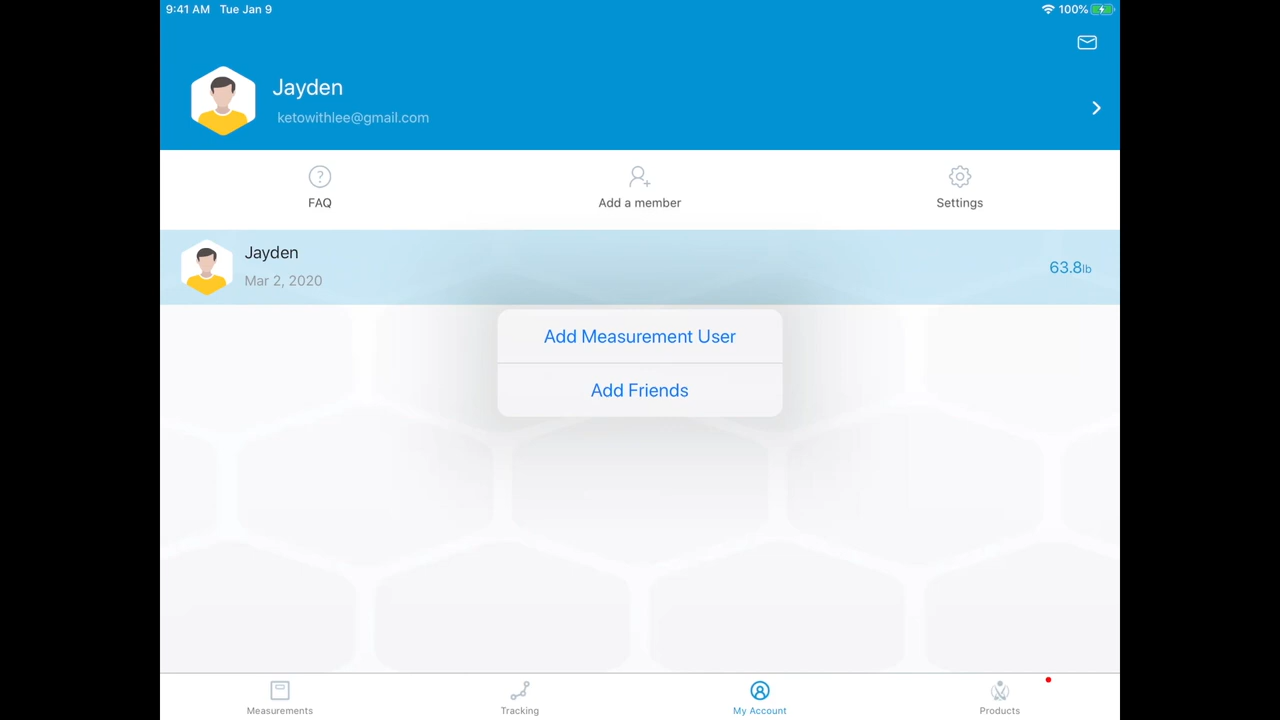 9:41 AM Tue Jan 9
100%
Jayden
ketowithlee@gmail.com
?
FAQ
Add a member
Settings
Jayden
Mar 2, 2020
63.8lb
Add Measurement User
Add Friends
Measurements
Tracking
My Account
Products